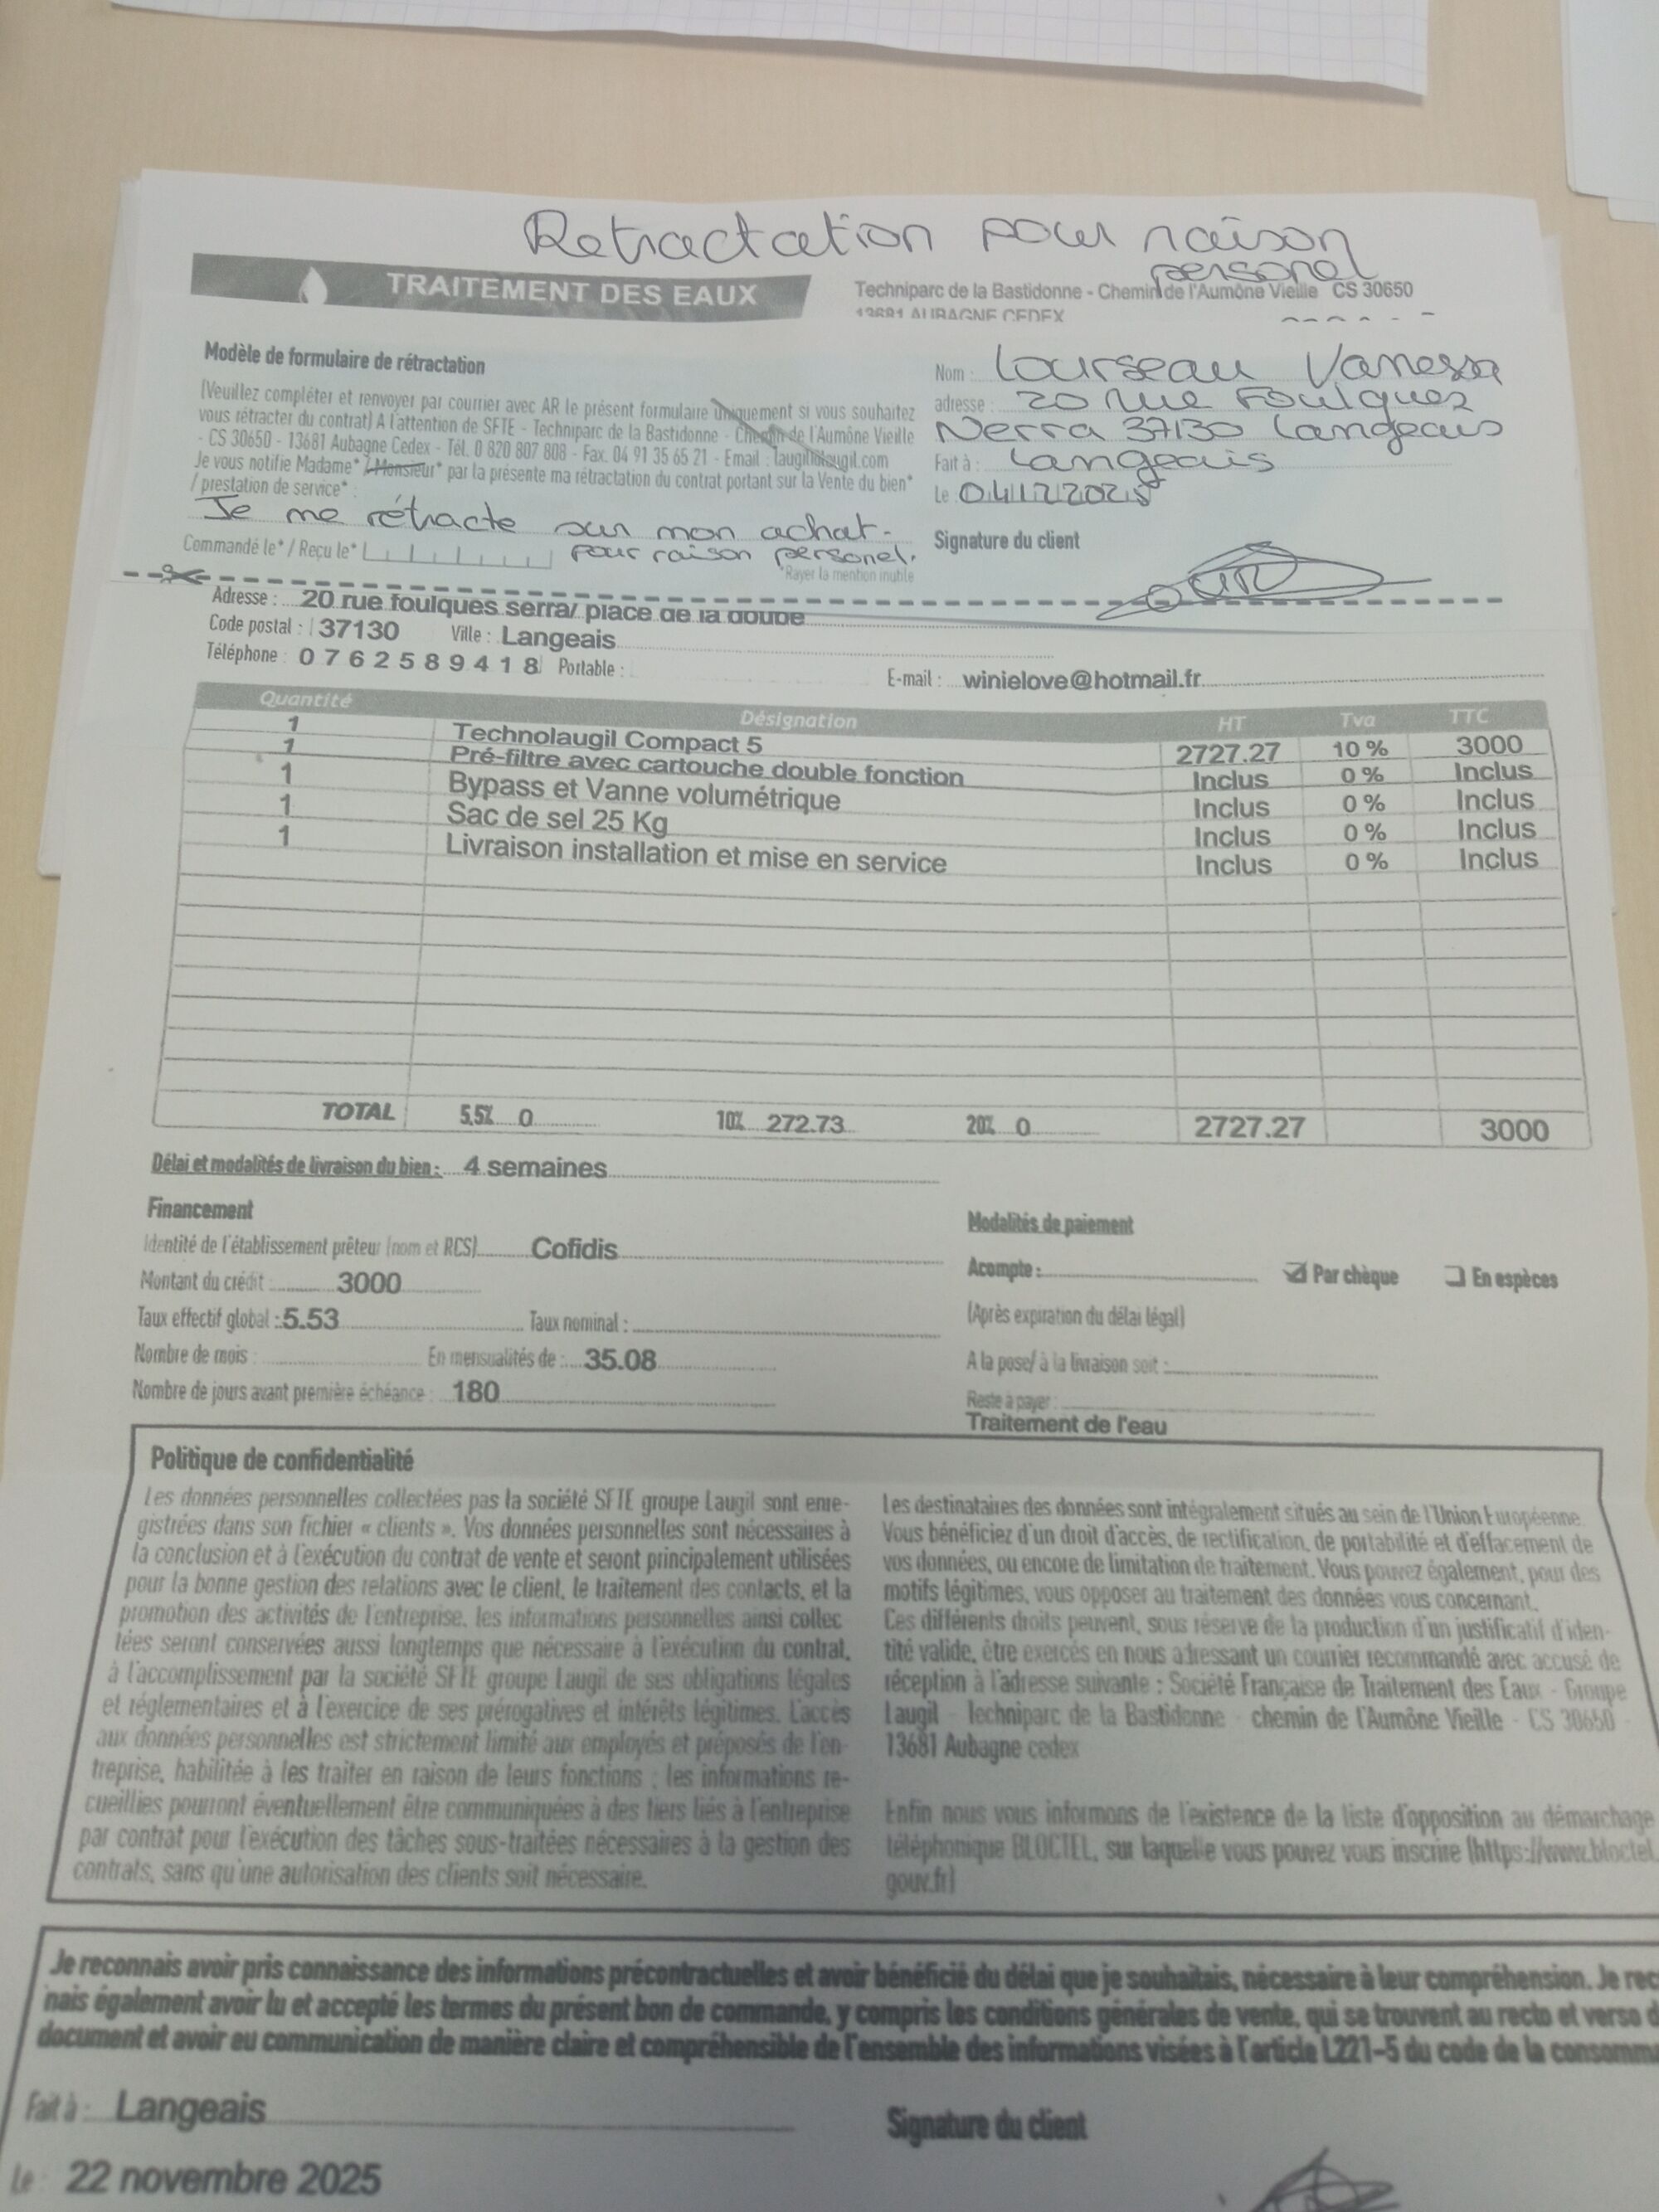 Retractation pour raison
personel
TRAITEMENT DES EAUX
Techniparc de la Bastidonne - Chemin de l'Aumône Vieille CS 30650
13681 AUBAGNE CEDEX
Modèle de formulaire de rétractation
(Veuillez compléter et renvoyer par courrier avec AR le présent formulaire uniquement si vous souhaitez
vous rétracter du contrat) A l'attention de SFTE - Techniparc de la Bastidonne - Chemin de l'Aumône Vieille
- CS 30650 - 13681 Aubagne Cedex - Tél. 0 820 807 808 - Fax. 04 91 35 65 21 - Email : laugil@laugil.com
Je vous notifie Madame* / Monsieur* par la présente ma rétractation du contrat portant sur la Vente du bien*
/ prestation de service* :
Je me rétracte sur mon achat.
Commandé le* / Reçu le* pour raison personel.
*Rayer la mention inutile
Nom : Lourseau Vanessa
adresse : 20 rue Foulques
Nerra 37130 Langeais
Fait à : Langeais
Le 04122025
Signature du client
Adresse : 20 rue foulques serra/ place de la douve
Code postal : 37130 Ville : Langeais
Téléphone : 0762589418 Portable :
E-mail : winielove@hotmail.fr
Quantité Désignation HT Tva TTC
1 Technolaugil Compact 5 2727.27 10 % 3000
1 Pré-filtre avec cartouche double fonction Inclus 0 % Inclus
1 Bypass et Vanne volumétrique Inclus 0 % Inclus
1 Sac de sel 25 Kg Inclus 0 % Inclus
1 Livraison installation et mise en service Inclus 0 % Inclus
TOTAL 5,5% 0 10% 272.73 20% 0 2727.27 3000
Délai et modalités de livraison du bien : 4 semaines
Financement
Identité de l'établissement prêteur (nom et RCS) Cofidis
Montant du crédit : 3000
Taux effectif global : 5.53 Taux nominal :
Nombre de mois : En mensualités de : 35.08
Nombre de jours avant première échéance : 180
Modalités de paiement
Acompte : Par chèque En espèces
(Après expiration du délai légal)
A la pose/ à la livraison soit :
Reste à payer :
Traitement de l'eau
Politique de confidentialité
Les données personnelles collectées pas la société SFTE groupe Laugil sont enre-
gistrées dans son fichier « clients ». Vos données personnelles sont nécessaires à
la conclusion et à l'exécution du contrat de vente et seront principalement utilisées
pour la bonne gestion des relations avec le client, le traitement des contacts, et la
promotion des activités de l'entreprise. les informations personnelles ainsi collec
tées seront conservées aussi longtemps que nécessaire à l'exécution du contrat,
à l'accomplissement par la société SFTE groupe Laugil de ses obligations légales
et réglementaires et à l'exercice de ses prérogatives et intérêts légitimes. L'accès
aux données personnelles est strictement limité aux employés et préposés de l'en-
treprise, habilitée à les traiter en raison de leurs fonctions ; les informations re-
cueillies pourront éventuellement être communiquées à des tiers liés à l'entreprise
par contrat pour l'exécution des tâches sous-traitées nécessaires à la gestion des
contrats, sans qu'une autorisation des clients soit nécessaire.
Les destinataires des données sont intégralement situés au sein de l'Union Européenne.
Vous bénéficiez d'un droit d'accès, de rectification, de portabilité et d'effacement de
vos données, ou encore de limitation de traitement. Vous pouvez également, pour des
motifs légitimes, vous opposer au traitement des données vous concernant.
Ces différents droits peuvent, sous réserve de la production d'un justificatif d'iden-
tité valide, être exercés en nous adressant un courrier recommandé avec accusé de
réception à l'adresse suivante : Société Française de Traitement des Eaux - Groupe
Laugil - Techniparc de la Bastidonne - chemin de l'Aumône Vieille - CS 30650 -
13681 Aubagne cedex
Enfin nous vous informons de l'existence de la liste d'opposition au démarchage
téléphonique BLOCTEL, sur laquelle vous pouvez vous inscrire (https://www.bloctel.
gouv.fr)
Je reconnais avoir pris connaissance des informations précontractuelles et avoir bénéficié du délai que je souhaitais, nécessaire à leur compréhension. Je rec
nais également avoir lu et accepté les termes du présent bon de commande, y compris les conditions générales de vente, qui se trouvent au recto et verso d
document et avoir eu communication de manière claire et compréhensible de l'ensemble des informations visées à l'article L221-5 du code de la consomma
Fait à : Langeais
Signature du client
Le : 22 novembre 2025